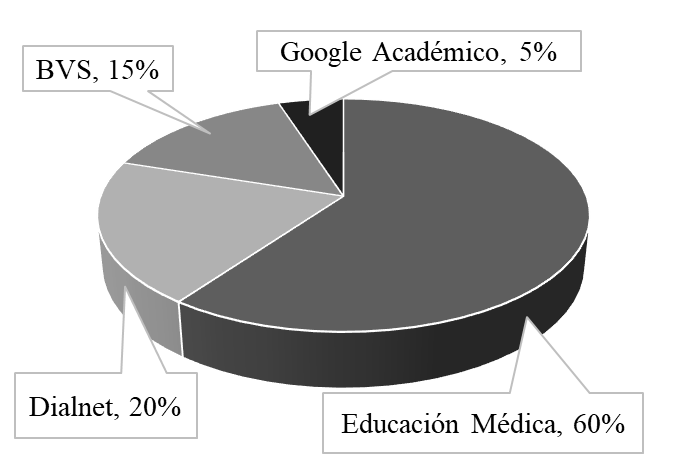 Google Académico, 5%
BVS, 15%
Dialnet, 20%
Educación Médica, 60%